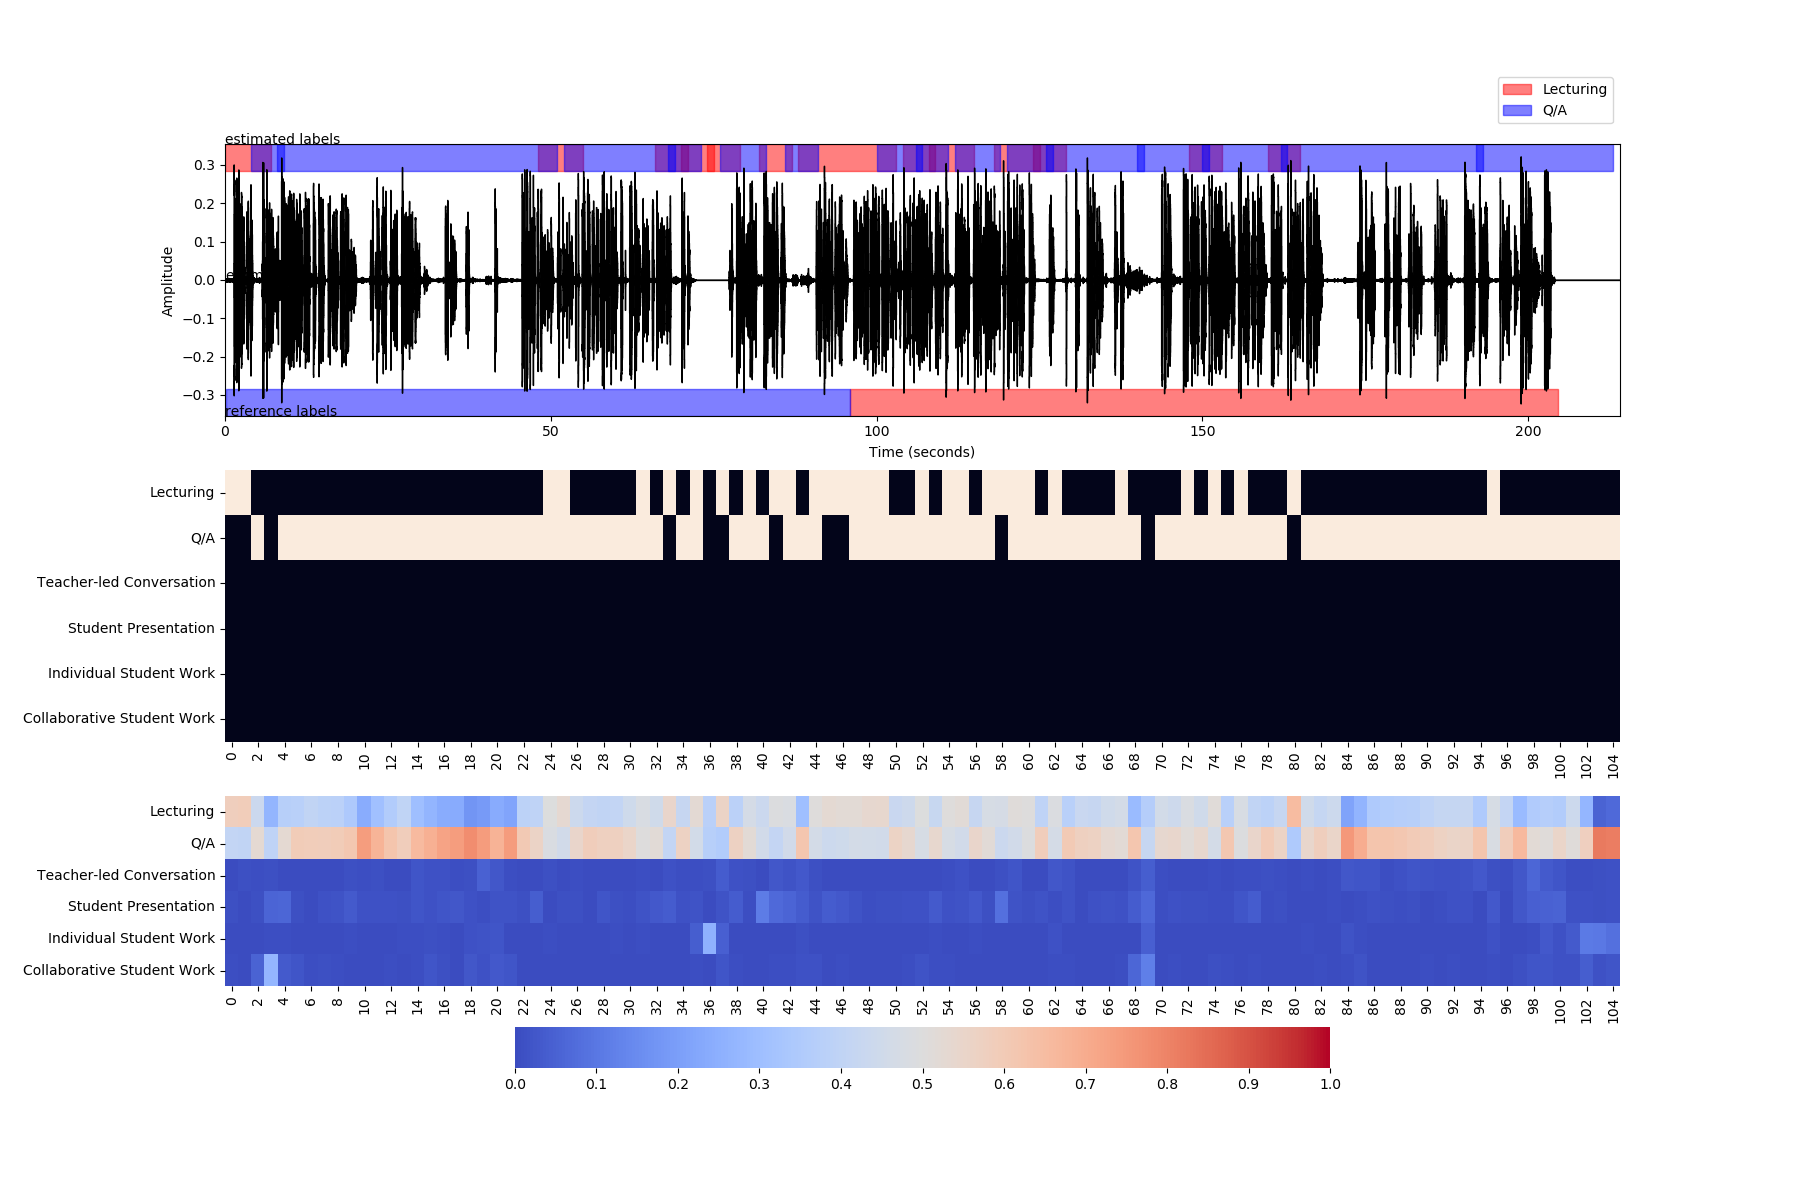 Lecturing
Q/A
estimated labels
0.3
0.2
0.1
0.0
−0.1
−0.2
−0.3
Amplitude
reference labels
0 50 100 150 200
Time (seconds)
Lecturing
Q/A
Teacher-led Conversation
Student Presentation
Individual Student Work
Collaborative Student Work
0 2 4 6 8 10 12 14 16 18 20 22 24 26 28 30 32 34 36 38 40 42 44 46 48 50 52 54 56 58 60 62 64 66 68 70 72 74 76 78 80 82 84 86 88 90 92 94 96 98 100 102 104
Lecturing
Q/A
Teacher-led Conversation
Student Presentation
Individual Student Work
Collaborative Student Work
0 2 4 6 8 10 12 14 16 18 20 22 24 26 28 30 32 34 36 38 40 42 44 46 48 50 52 54 56 58 60 62 64 66 68 70 72 74 76 78 80 82 84 86 88 90 92 94 96 98 100 102 104
0.0 0.1 0.2 0.3 0.4 0.5 0.6 0.7 0.8 0.9 1.0